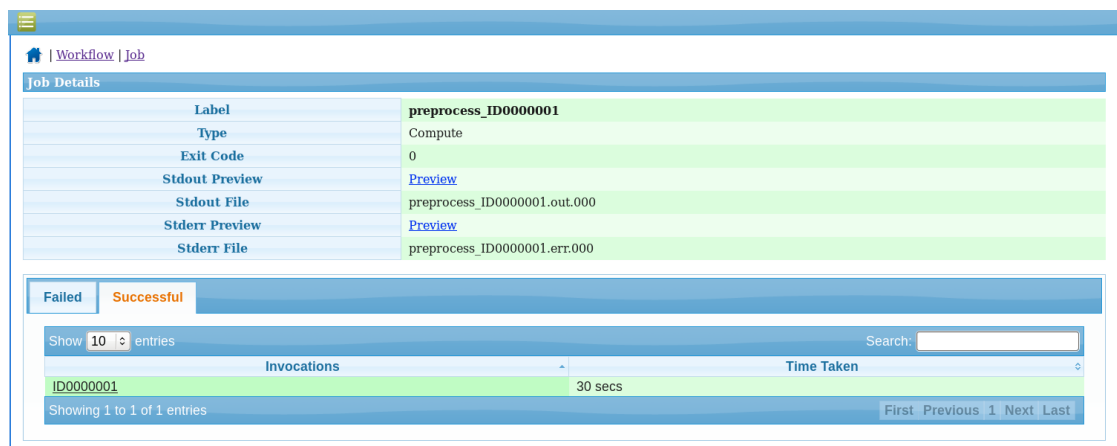 | Workflow | Job
Job Details
Label preprocess_ID0000001
Type Compute
Exit Code 0
Stdout Preview Preview
Stdout File preprocess_ID0000001.out.000
Stderr Preview Preview
Stderr File preprocess_ID0000001.err.000
Failed Successful
Show 10 entries Search:
Invocations Time Taken
ID0000001 30 secs
Showing 1 to 1 of 1 entries First Previous 1 Next Last